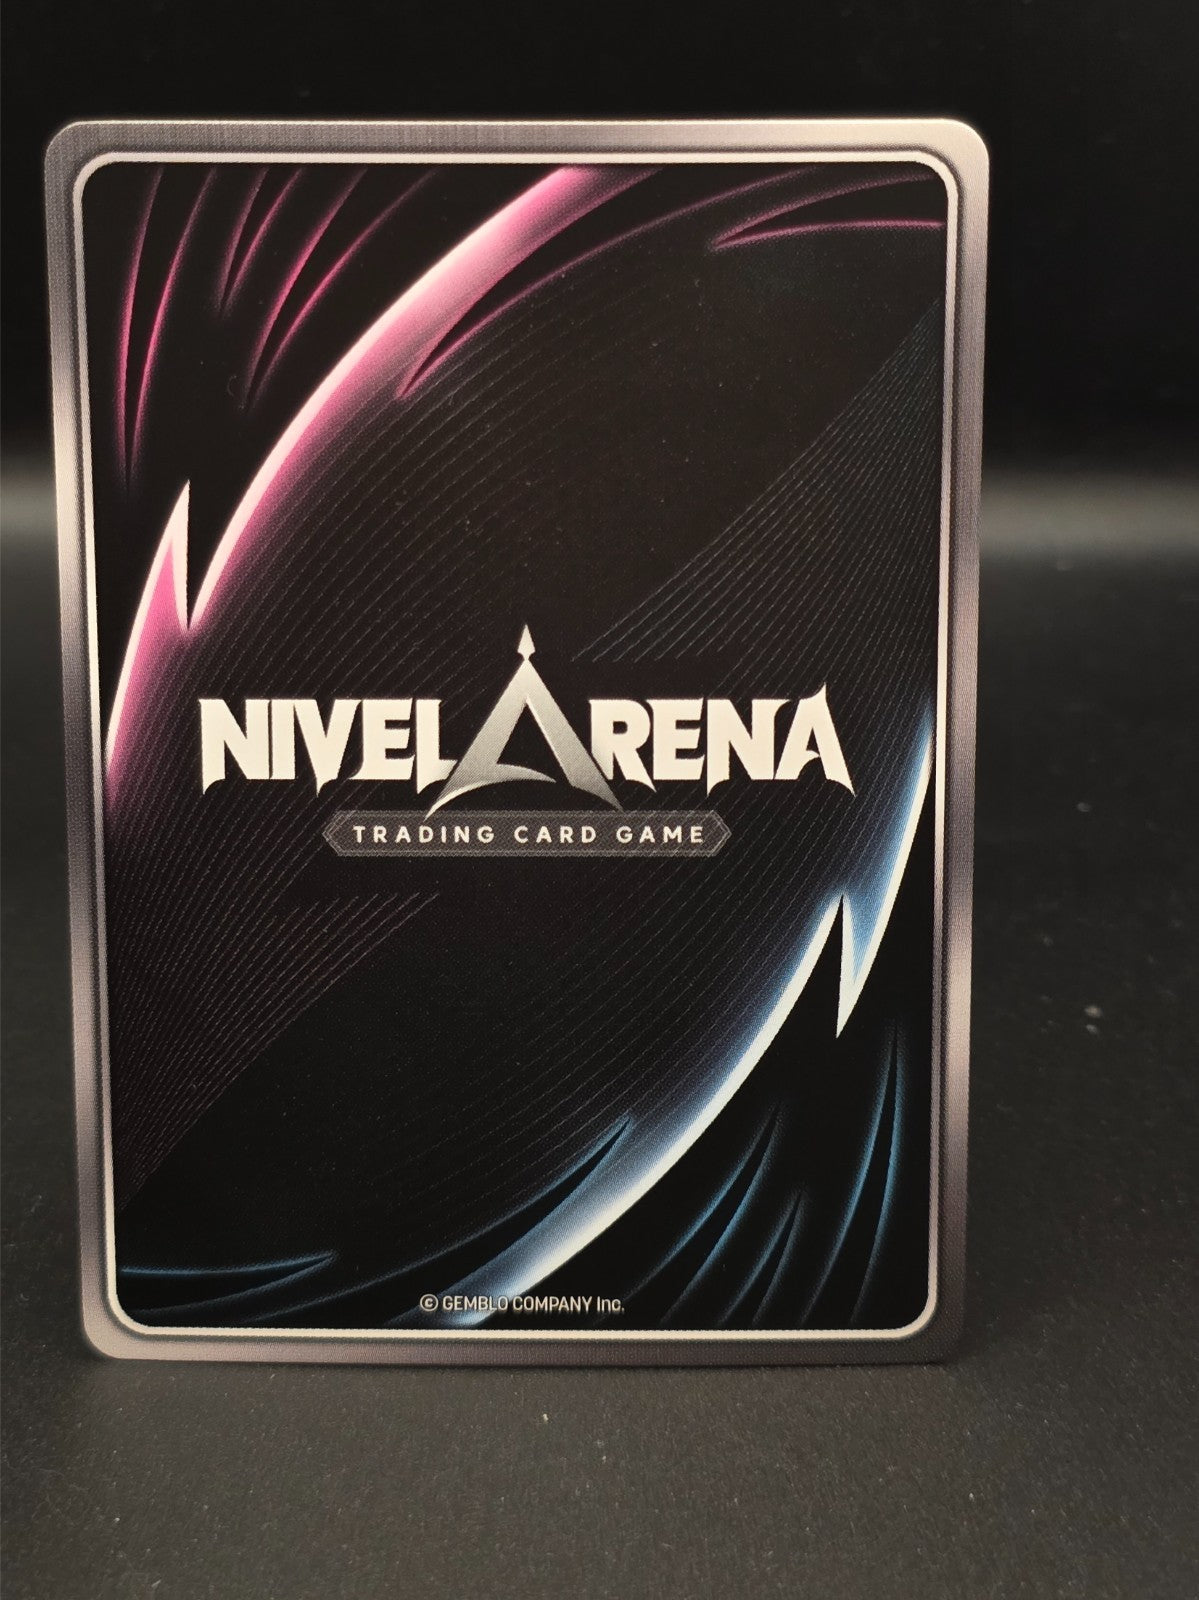 NIVEL ARENA
TRADING CARD GAME
© GEMBLO COMPANY Inc.